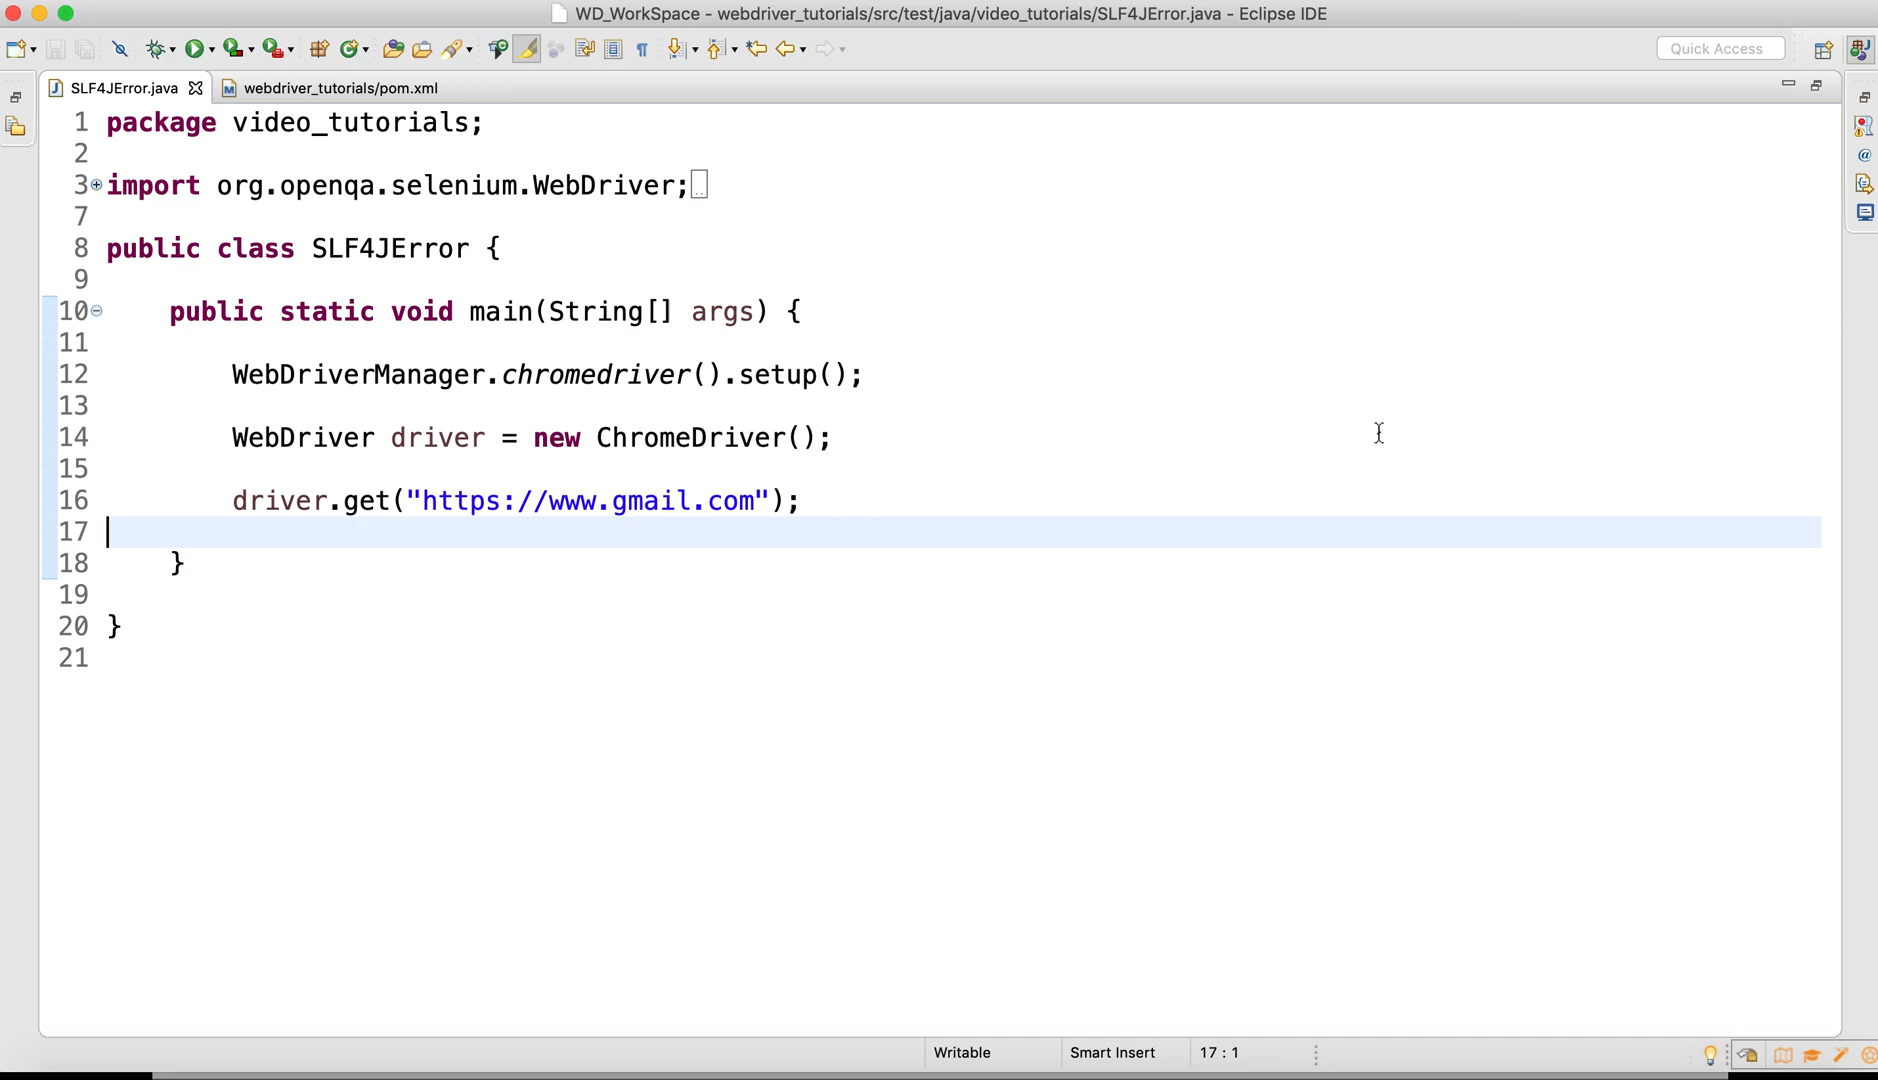 WD_WorkSpace - webdriver_tutorials/src/test/java/video_tutorials/SLF4JError.java - Eclipse IDE
Quick Access
SLF4JError.java webdriver_tutorials/pom.xml
1 package video_tutorials;
2
3 import org.openqa.selenium.WebDriver;
7
8 public class SLF4JError {
9
10 public static void main(String[] args) {
11
12 WebDriverManager.chromedriver().setup();
13
14 WebDriver driver = new ChromeDriver();
15
16 driver.get("https://www.gmail.com");
17
18 }
19
20 }
21
Writable Smart Insert 17 : 1